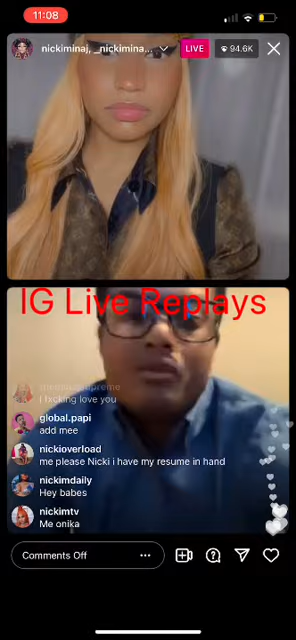 11:08
nickiminaj, _nickimina...
LIVE
94.6K
IG Live Replays
I fxcking love you
global.papi
add mee
nickioverload
me please Nicki i have my resume in hand
nickimdaily
Hey babes
nickimtv
Me onika
Comments Off